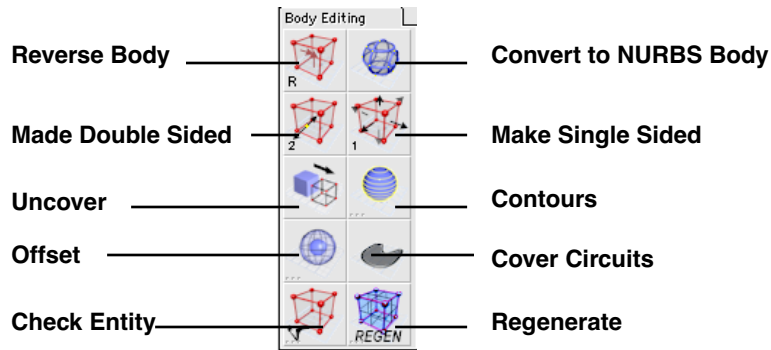 Body Editing
Reverse Body
R
Convert to NURBS Body
Made Double Sided
2
1
Make Single Sided
Uncover
Contours
Offset
Cover Circuits
Check Entity
REGEN
Regenerate